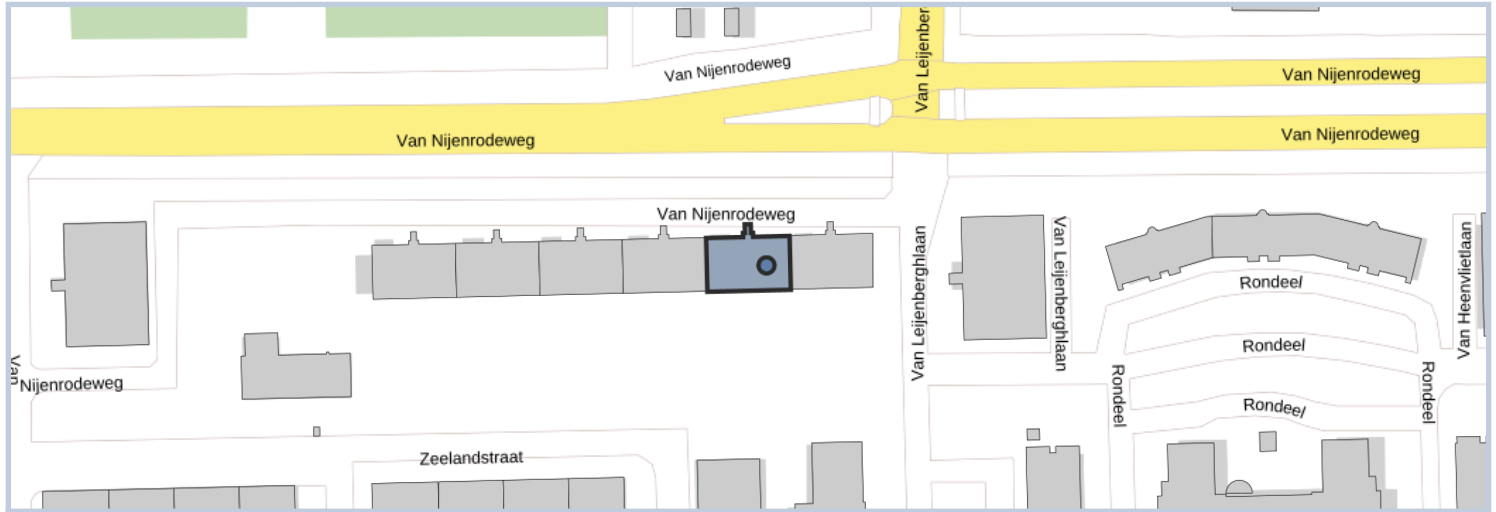 Van Leijenber
Van Nijenrodeweg
Van Nijenrodeweg
Van Nijenrodeweg
Van Nijenrodeweg
Van Nijenrodeweg
Van Leijenberghlaan
Van Leijenberghlaan
Van Heenvlietlaan
Rondeel
Rondeel
Van
Nijenrodeweg
Rondeel
Rondeel
Rondeel
Zeelandstraat